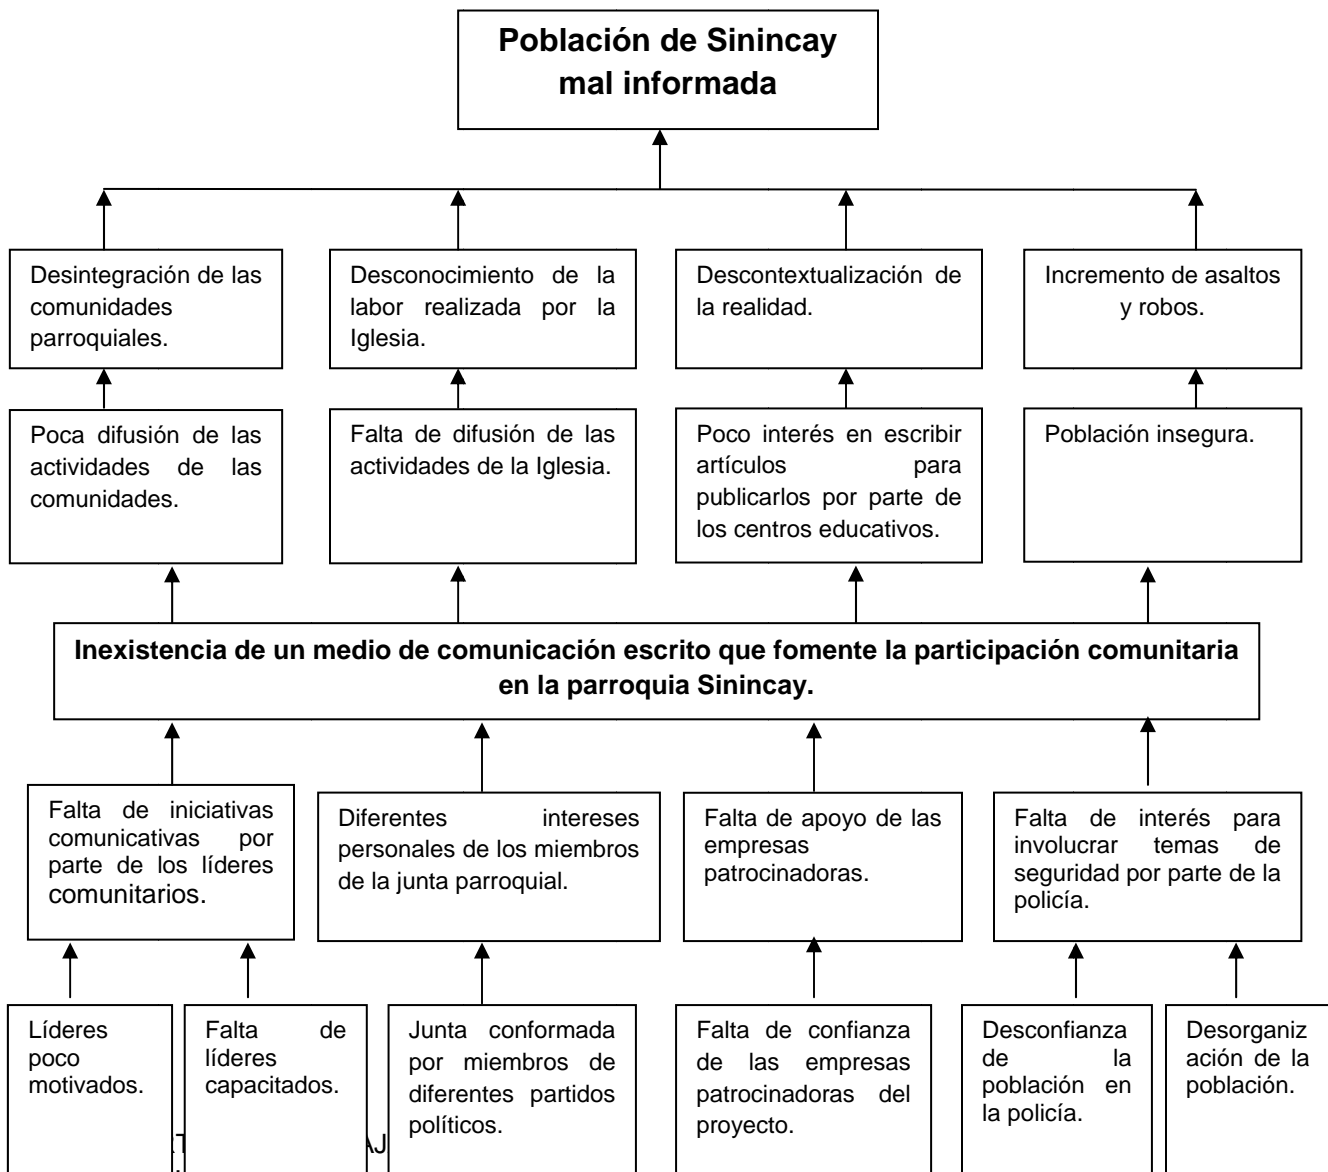 Población de Sinincay
mal informada
Desintegración de las
comunidades
parroquiales.
Desconocimiento de la
labor realizada por la
Iglesia.
Descontextualización de
la realidad.
Incremento de asaltos
y robos.
Poca difusión de las
actividades de las
comunidades.
Falta de difusión de las
actividades de la Iglesia.
Poco interés en escribir
artículos para
publicarlos por parte de
los centros educativos.
Población insegura.
Inexistencia de un medio de comunicación escrito que fomente la participación comunitaria
en la parroquia Sinincay.
Falta de iniciativas
comunicativas por
parte de los líderes
comunitarios.
Diferentes intereses
personales de los miembros
de la junta parroquial.
Falta de apoyo de las
empresas
patrocinadoras.
Falta de interés para
involucrar temas de
seguridad por parte de la
policía.
Líderes
poco
motivados.
Falta de
líderes
capacitados.
Junta conformada
por miembros de
diferentes partidos
políticos.
Falta de confianza
de las empresas
patrocinadoras del
proyecto.
Desconfianza
de la
población en
la policía.
Desorganiz
ación de la
población.